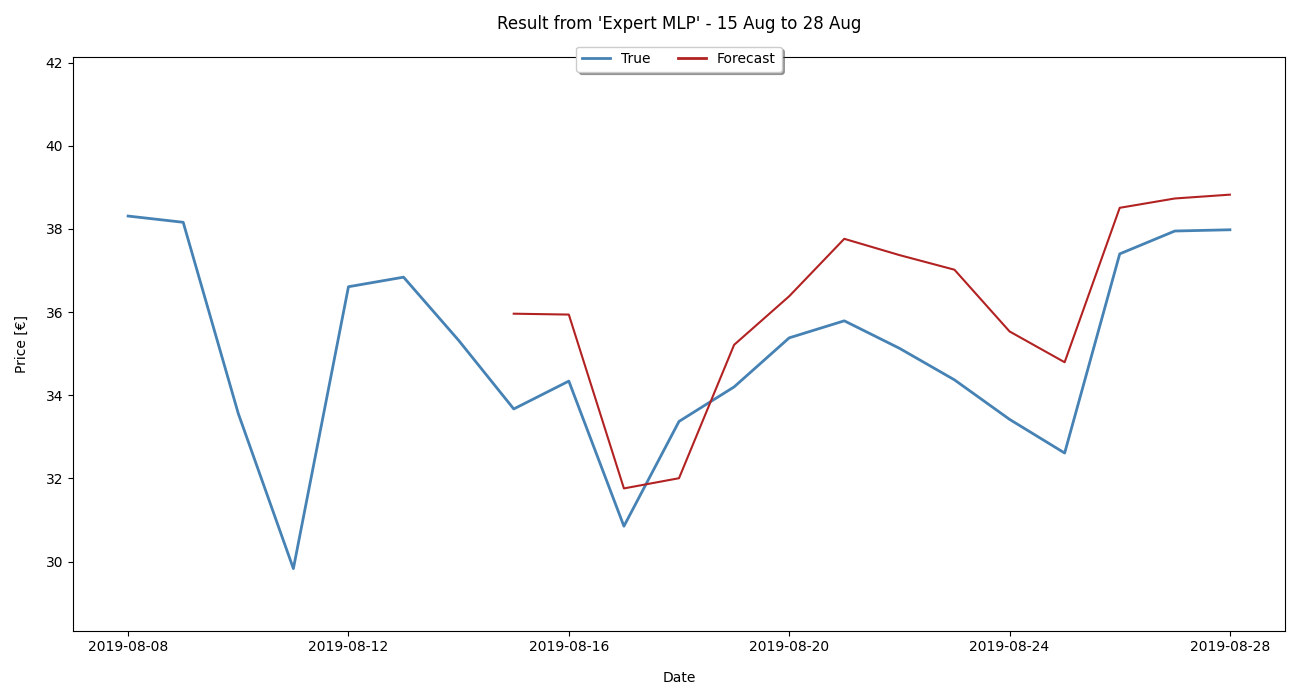 Result from 'Expert MLP' - 15 Aug to 28 Aug
True Forecast
42
40
38
36
34
32
30
Price [€]
2019-08-08 2019-08-12 2019-08-16 2019-08-20 2019-08-24 2019-08-28
Date